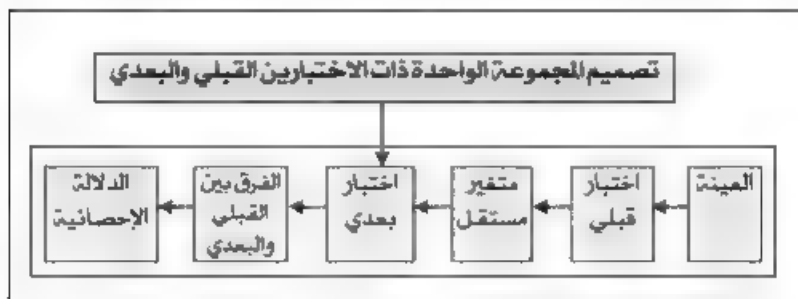 تصميم المجموعة الواحدة ذات الاختبارين القبلي والبعدي
العينة
اختبار
قبلي
متغير
مستقل
اختبار
بعدي
الفرق بين
القبلي
والبعدي
الدلالة
الإحصائية